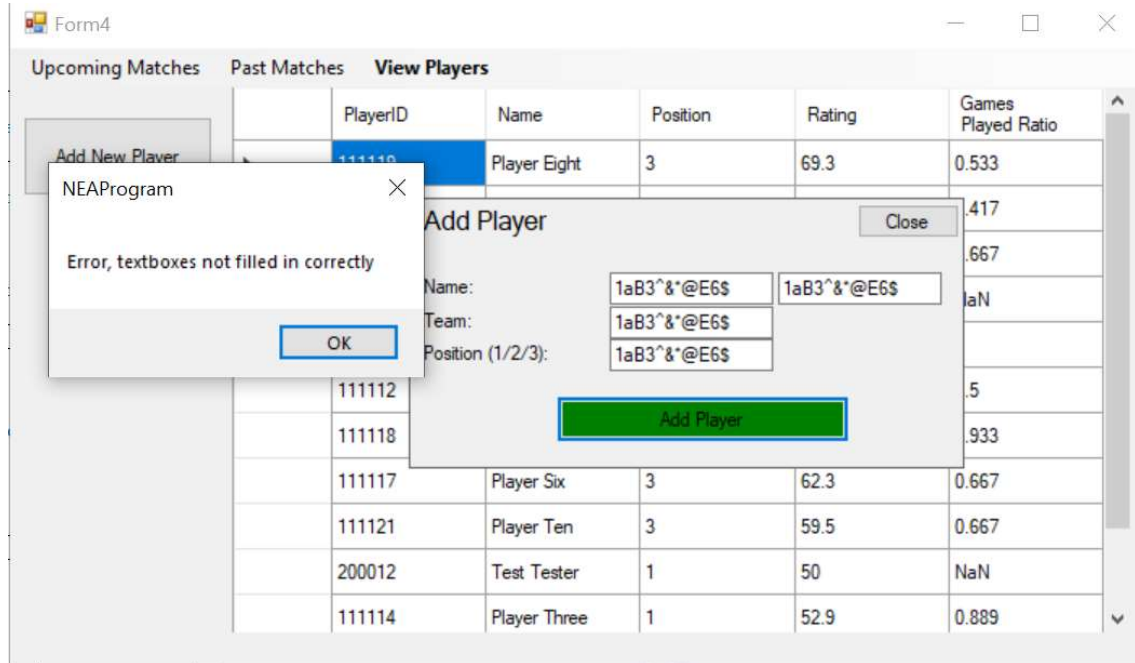 Form4
Upcoming Matches Past Matches View Players
PlayerID Name Position Rating Games
Played Ratio
Add New Player
111119 Player Eight 3 69.3 0.533
NEAProgram
Error, textboxes not filled in correctly
OK
Add Player Close
Name: 1aB3^&*@E6$ 1aB3^&*@E6$
Team: 1aB3^&*@E6$
Position (1/2/3): 1aB3^&*@E6$
Add Player
.417
.667
aN
111112 .5
111118 .933
111117 Player Six 3 62.3 0.667
111121 Player Ten 3 59.5 0.667
200012 Test Tester 1 50 NaN
111114 Player Three 1 52.9 0.889